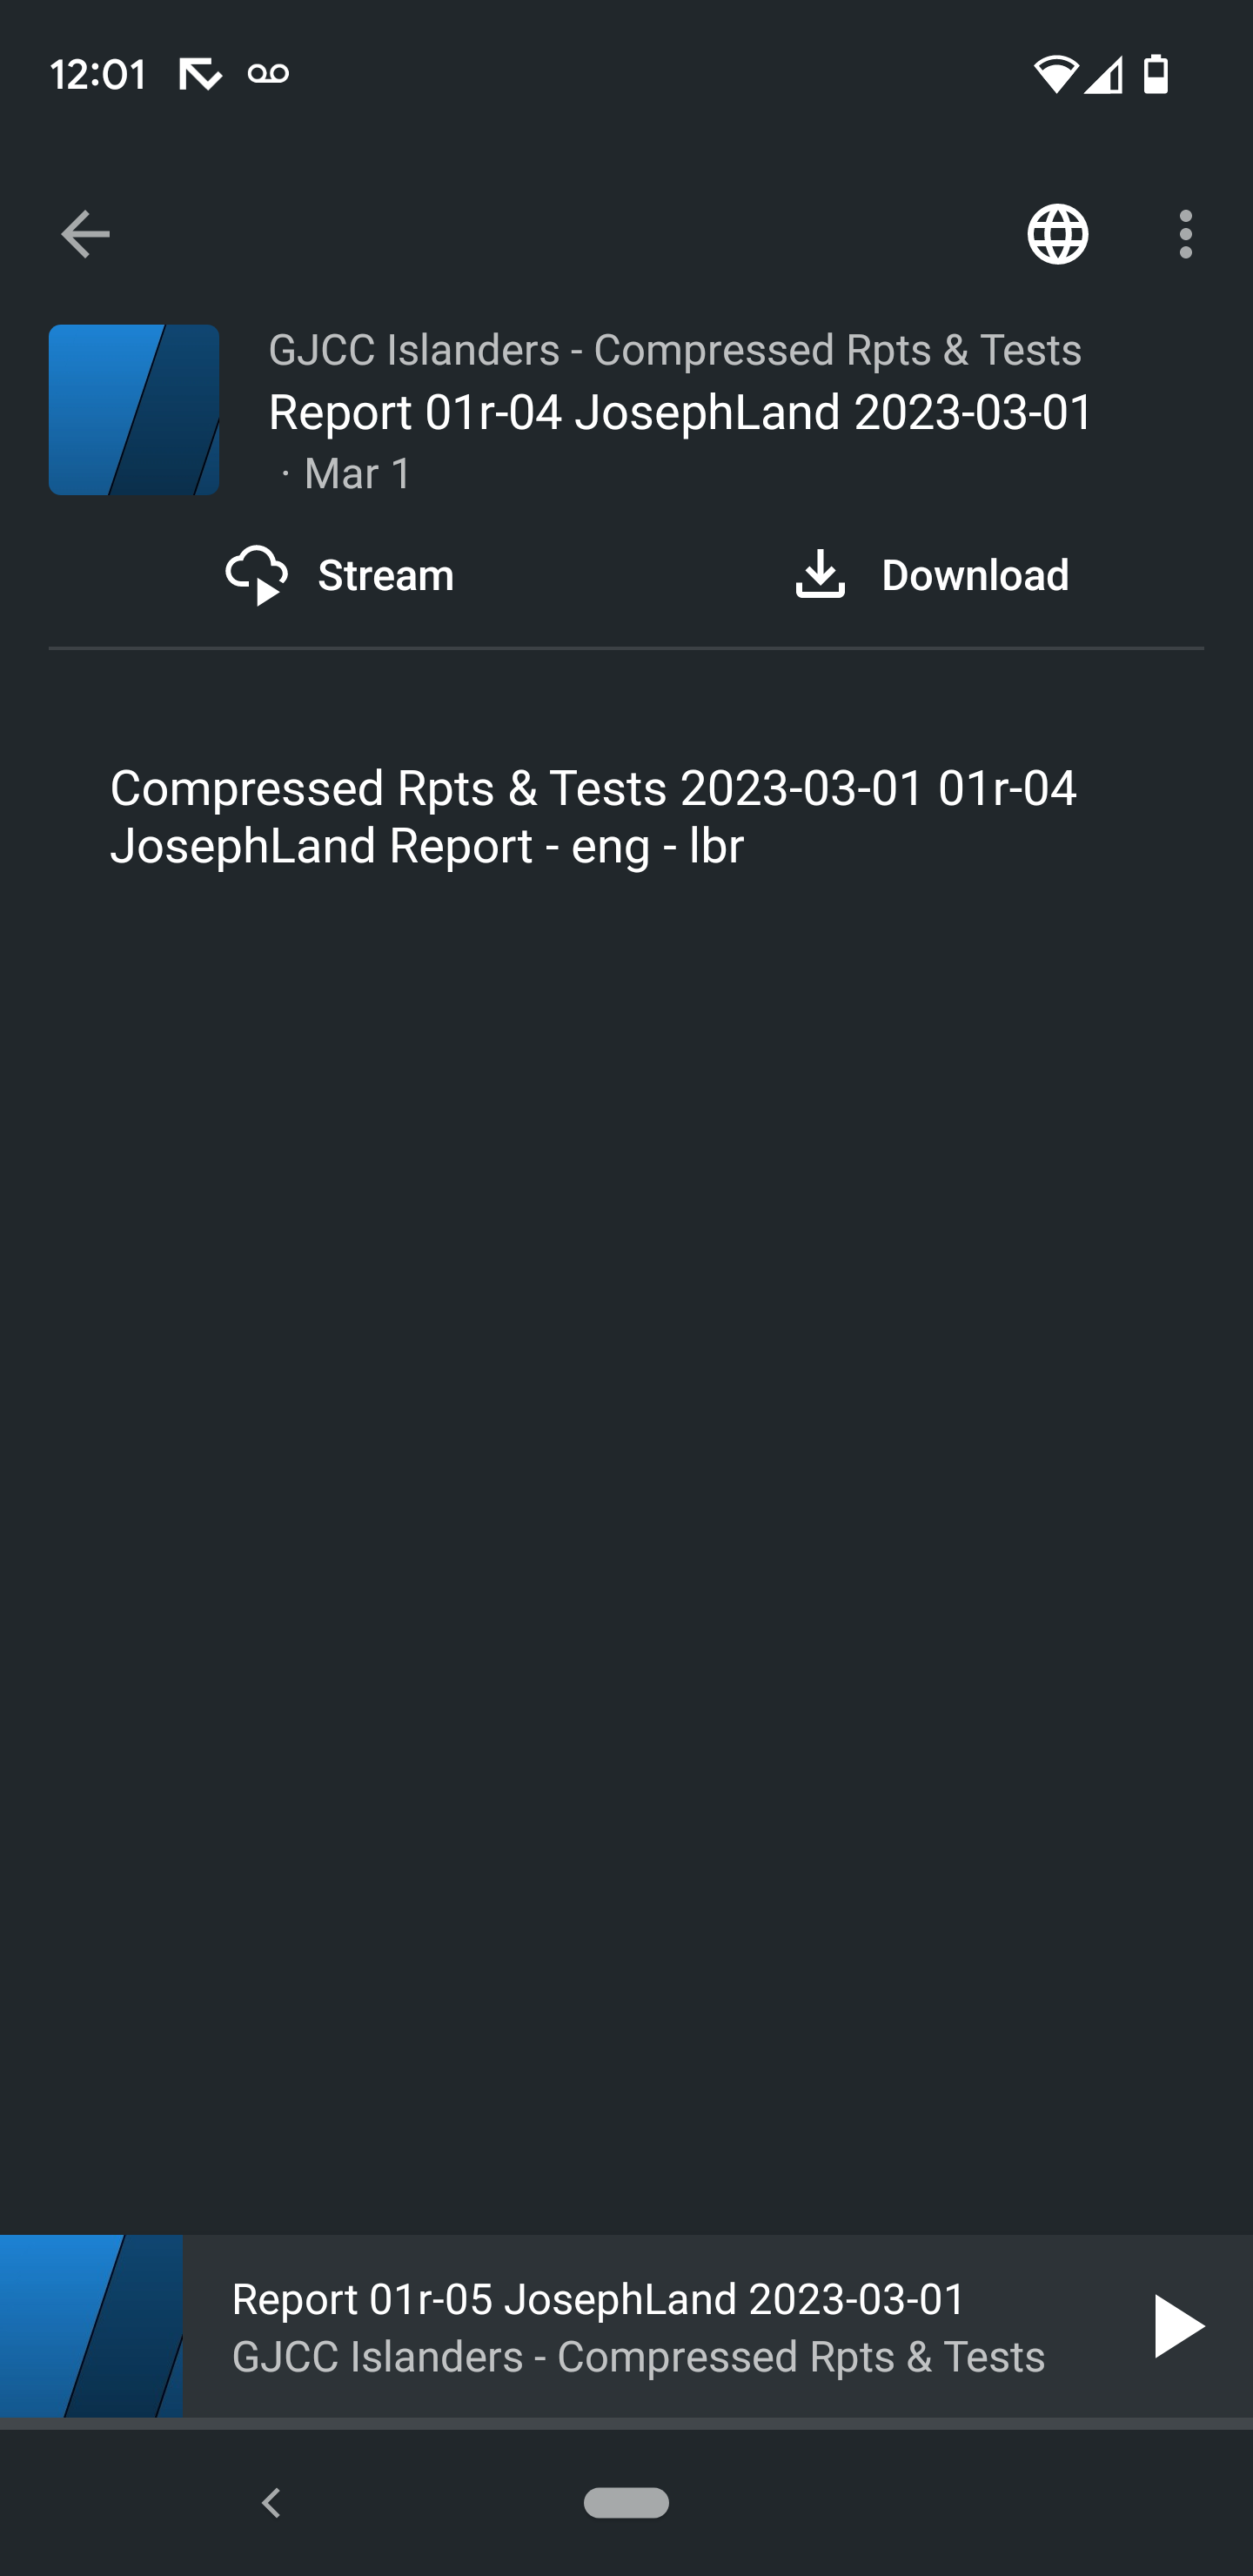 12:01
GJCC Islanders - Compressed Rpts & Tests
Report 01r-04 JosephLand 2023-03-01
· Mar 1
Stream
Download
Compressed Rpts & Tests 2023-03-01 01r-04
JosephLand Report - eng - lbr
Report 01r-05 JosephLand 2023-03-01
GJCC Islanders - Compressed Rpts & Tests